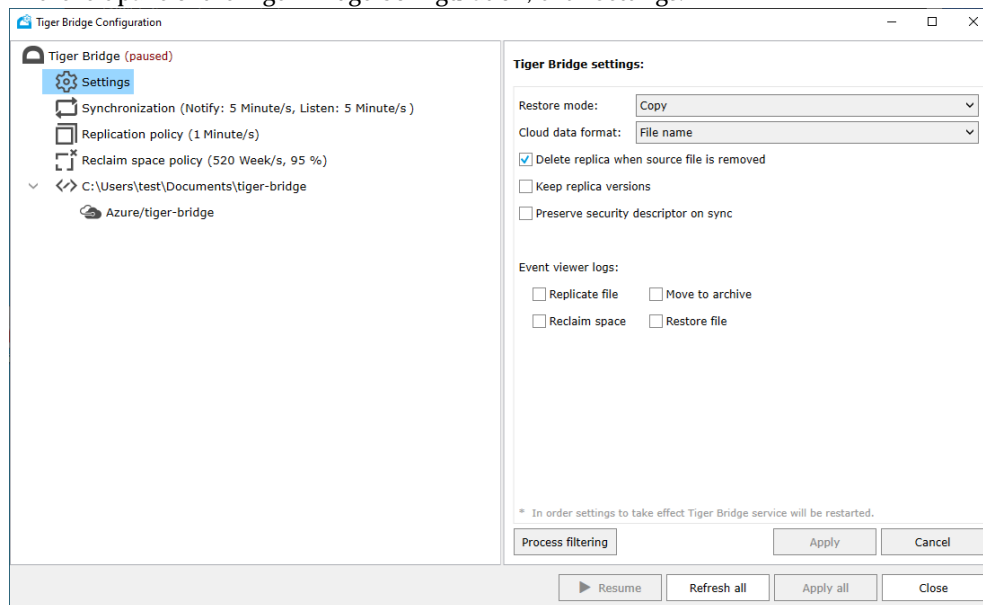 Tiger Bridge Configuration
Tiger Bridge (paused)
Settings
Synchronization (Notify: 5 Minute/s, Listen: 5 Minute/s )
Replication policy (1 Minute/s)
Reclaim space policy (520 Week/s, 95 %)
C:\Users\test\Documents\tiger-bridge
Azure/tiger-bridge
Tiger Bridge settings:
Restore mode: Copy
Cloud data format: File name
Delete replica when source file is removed
Keep replica versions
Preserve security descriptor on sync
Event viewer logs:
Replicate file Move to archive
Reclaim space Restore file
* In order settings to take effect Tiger Bridge service will be restarted.
Process filtering Apply Cancel
Resume Refresh all Apply all Close